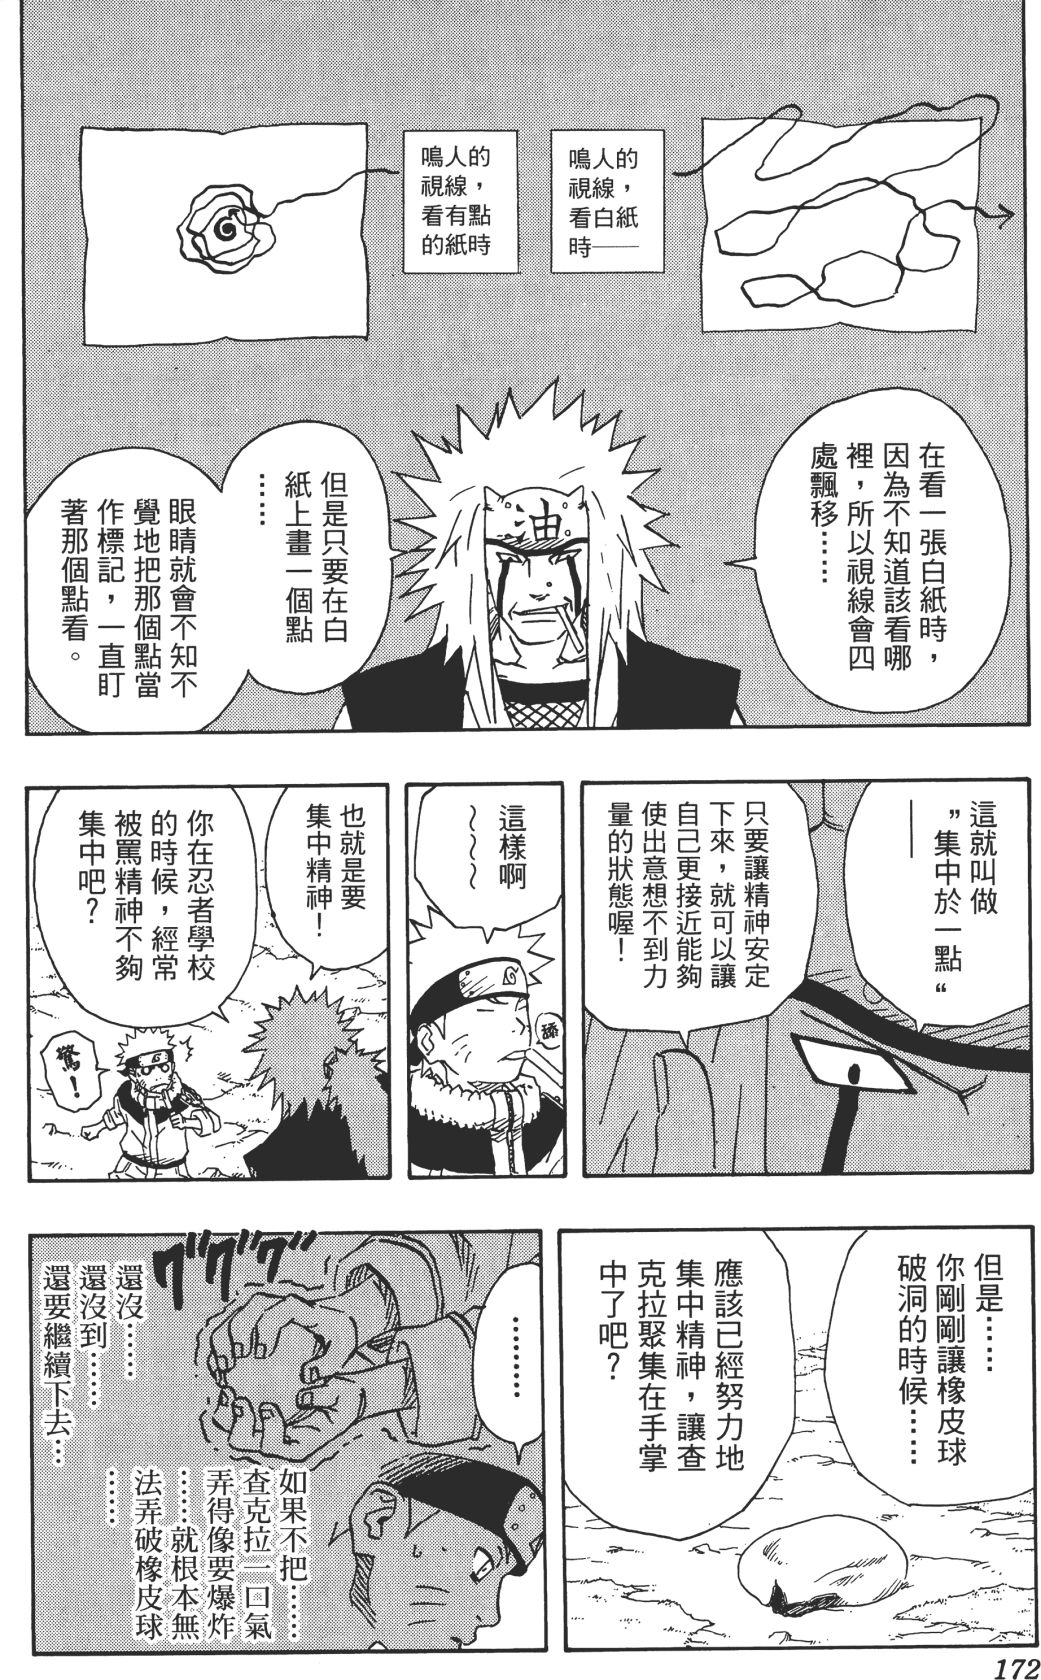 鳴人的
視線，
看白紙
時——
鳴人的
視線，
看有點
的紙時
在看一張白紙時，
因為不知道該看哪
裡，所以視線會四
處飄移……
油
但是只要在白
紙上畫一個點
……
眼睛就會不知不
覺地把那個點當
作標記，一直盯
著那個點看。
這就叫做
”集中於一點“
——
只要讓精神安定
下來，就可以讓
自己更接近能夠
使出意想不到力
量的狀態喔！
這樣啊
～～～
舔
也就是要
集中精神！
你在忍者學校
的時候，經常
被罵精神不夠
集中吧？
驚！
但是……
你剛剛讓橡皮球
破洞的時候……
應該已經努力地
集中精神，讓查
克拉聚集在手掌
中了吧？
………
ググッ
還沒……
還沒到……
還要繼續下去…
如果不把……
查克拉一口氣
弄得像要爆炸
……就根本無
法弄破橡皮球
……
172